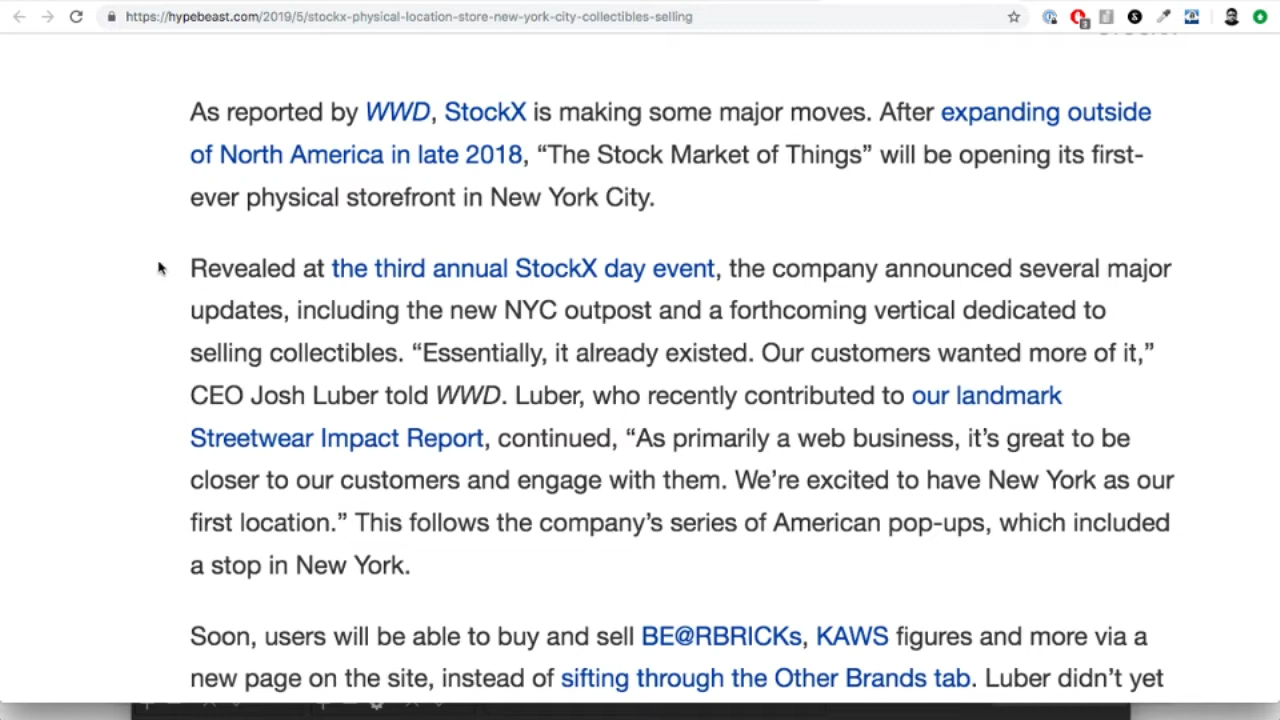 https://hypebeast.com/2019/5/stockx-physical-location-store-new-york-city-collectibles-selling
As reported by WWD, StockX is making some major moves. After expanding outside
of North America in late 2018, “The Stock Market of Things” will be opening its first-
ever physical storefront in New York City.
Revealed at the third annual StockX day event, the company announced several major
updates, including the new NYC outpost and a forthcoming vertical dedicated to
selling collectibles. “Essentially, it already existed. Our customers wanted more of it,”
CEO Josh Luber told WWD. Luber, who recently contributed to our landmark
Streetwear Impact Report, continued, “As primarily a web business, it’s great to be
closer to our customers and engage with them. We’re excited to have New York as our
first location.” This follows the company’s series of American pop-ups, which included
a stop in New York.
Soon, users will be able to buy and sell BE@RBRICKs, KAWS figures and more via a
new page on the site, instead of sifting through the Other Brands tab. Luber didn’t yet